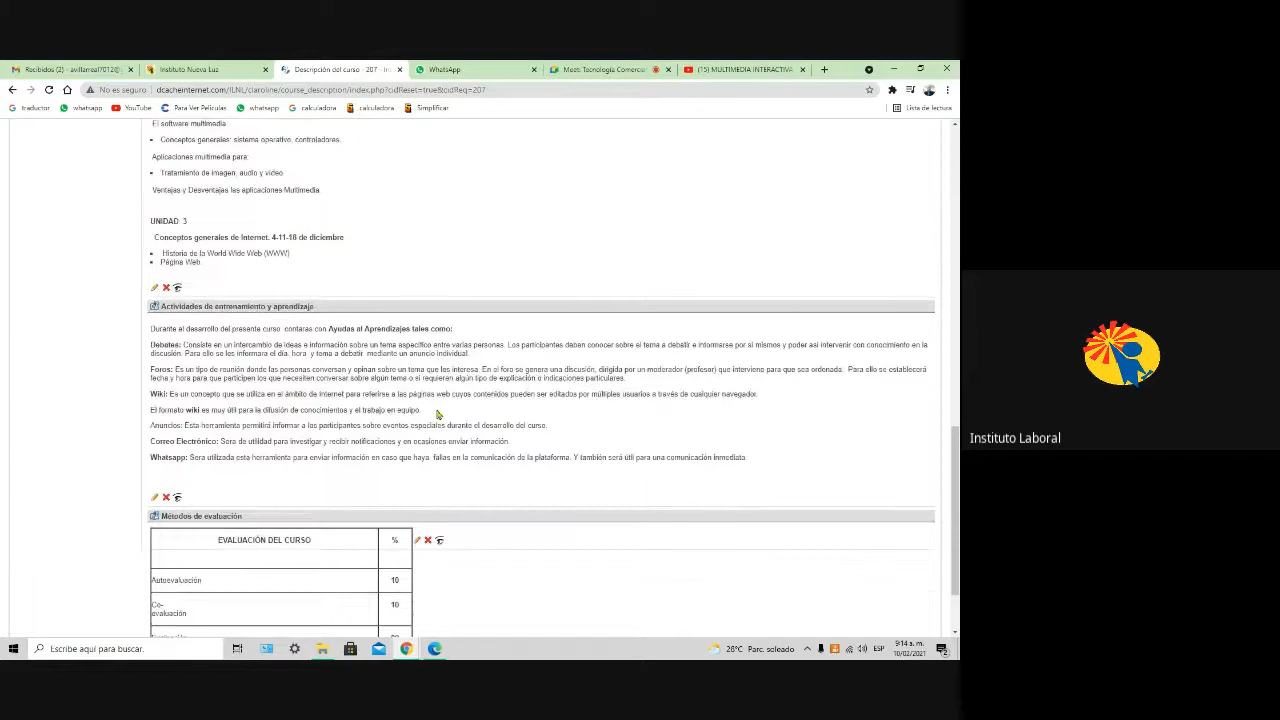 Recibidos (2) - avillarreal7012@
Instituto Nueva Luz
Descripción del curso - 207 - In
WhatsApp
Meet: Tecnología Comercial
(15) MULTIMEDIA INTERACTIVA
No es seguro
dcacheinternet.com/ILNL/claroline/course_description/index.php?cidReset=true&cidReq=207
traductor
whatsapp
YouTube
Para Ver Peliculas
whatsapp
calculadora
calculadora
Simplificar
Lista de lectura
El software multimedia
Conceptos generales: sistema operativo, controladores.
Aplicaciones multimedia para:
Tratamiento de imagen, audio y video
Ventajas y Desventajas las aplicaciones Multimedia
UNIDAD 3
Conceptos generales de Internet. 4-11-18 de diciembre
Historia de la World Wide Web (WWW)
Página Web
Actividades de entrenamiento y aprendizaje
Durante el desarrollo del presente curso contaras con Ayudas al Aprendizajes tales como:
Debates: Consiste en un intercambio de ideas e información sobre un tema específico entre varias personas. Los participantes deben conocer sobre el tema a debatir e informarse por si mismos y poder asi intervenir con conocimiento en la
discusión. Para ello se les informara el día, hora y tema a debatir mediante un anuncio individual.
Foros: Es un tipo de reunión donde las personas conversan y opinan sobre un tema que les interesa. En el foro se genera una discusión, dirigida por un moderador (profesor) que interviene para que sea ordenada. Para ello se establecerá
fecha y hora para que participen los que necesiten conversar sobre algún tema o si requieren algún tipo de explicación o indicaciones particulares.
Wiki: Es un concepto que se utiliza en el ámbito de Internet para referirse a las páginas web cuyos contenidos pueden ser editados por múltiples usuarios a través de cualquier navegador.
El formato wiki es muy útil para la difusión de conocimientos y el trabajo en equipo.
Anuncios: Esta herramienta permitirá informar a los participantes sobre eventos especiales durante el desarrollo del curso.
Correo Electrónico: Sera de utilidad para investigar y recibir notificaciones y en ocasiones enviar información.
Whatsapp: Sera utilizada esta herramienta para enviar información en caso que haya fallas en la comunicación de la plataforma. Y también será útil para una comunicación inmediata.
Métodos de evaluación
EVALUACIÓN DEL CURSO
%
Autoevaluación
10
Co-
evaluación
10
Escribe aquí para buscar.
28°C Parc. soleado
ESP
9:14 a. m.
10/02/2021
2
Instituto Laboral